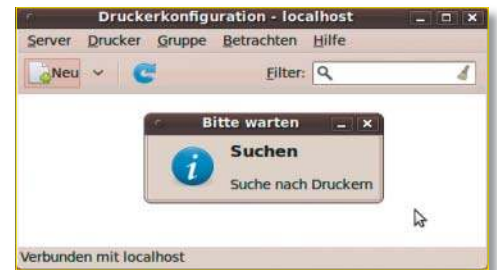 Druckerkonfiguration - localhost
Server Drucker Gruppe Betrachten Hilfe
Neu Filter:
Bitte warten
Suchen
Suche nach Druckern
Verbunden mit localhost